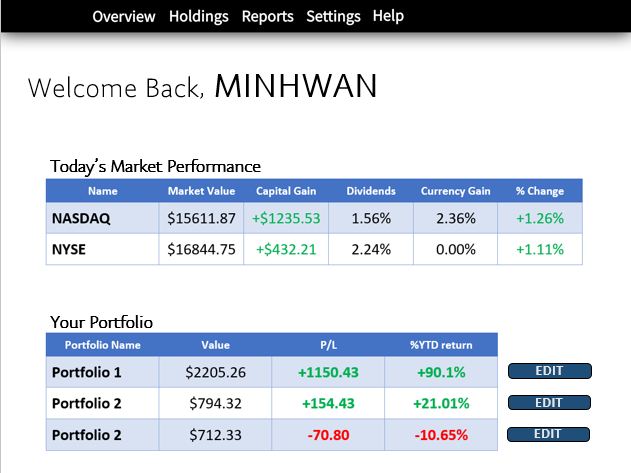 Overview Holdings Reports Settings Help
Welcome Back, MINHWAN
Today's Market Performance
Name Market Value Capital Gain Dividends Currency Gain % Change
NASDAQ $15611.87 +$1235.53 1.56% 2.36% +1.26%
NYSE $16844.75 +$432.21 2.24% 0.00% +1.11%
Your Portfolio
Portfolio Name Value P/L %YTD return
Portfolio 1 $2205.26 +1150.43 +90.1% EDIT
Portfolio 2 $794.32 +154.43 +21.01% EDIT
Portfolio 2 $712.33 -70.80 -10.65% EDIT